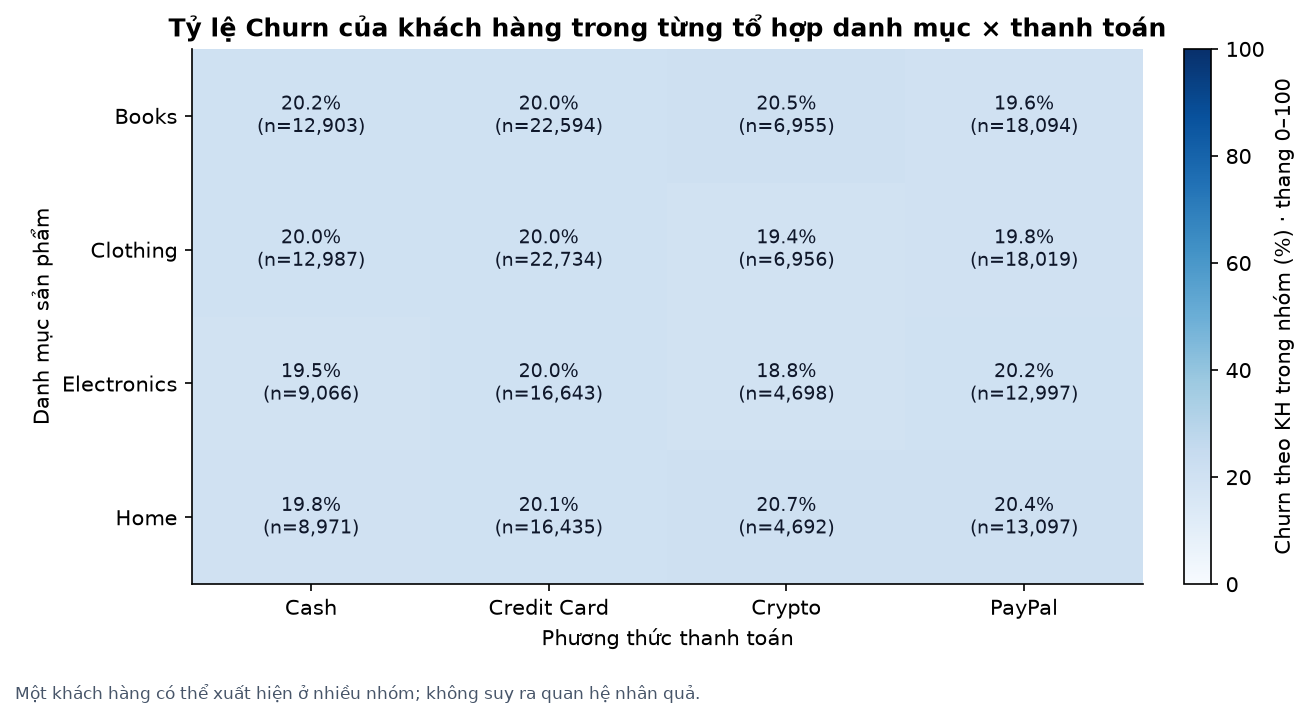 Tỷ lệ Churn của khách hàng trong từng tổ hợp danh mục × thanh toán
Danh mục sản phẩm
Books
20.2%
(n=12,903)
20.0%
(n=22,594)
20.5%
(n=6,955)
19.6%
(n=18,094)
Clothing
20.0%
(n=12,987)
20.0%
(n=22,734)
19.4%
(n=6,956)
19.8%
(n=18,019)
Electronics
19.5%
(n=9,066)
20.0%
(n=16,643)
18.8%
(n=4,698)
20.2%
(n=12,997)
Home
19.8%
(n=8,971)
20.1%
(n=16,435)
20.7%
(n=4,692)
20.4%
(n=13,097)
Cash
Credit Card
Crypto
PayPal
Phương thức thanh toán
100
80
60
40
20
0
Churn theo KH trong nhóm (%) · thang 0–100
Một khách hàng có thể xuất hiện ở nhiều nhóm; không suy ra quan hệ nhân quả.